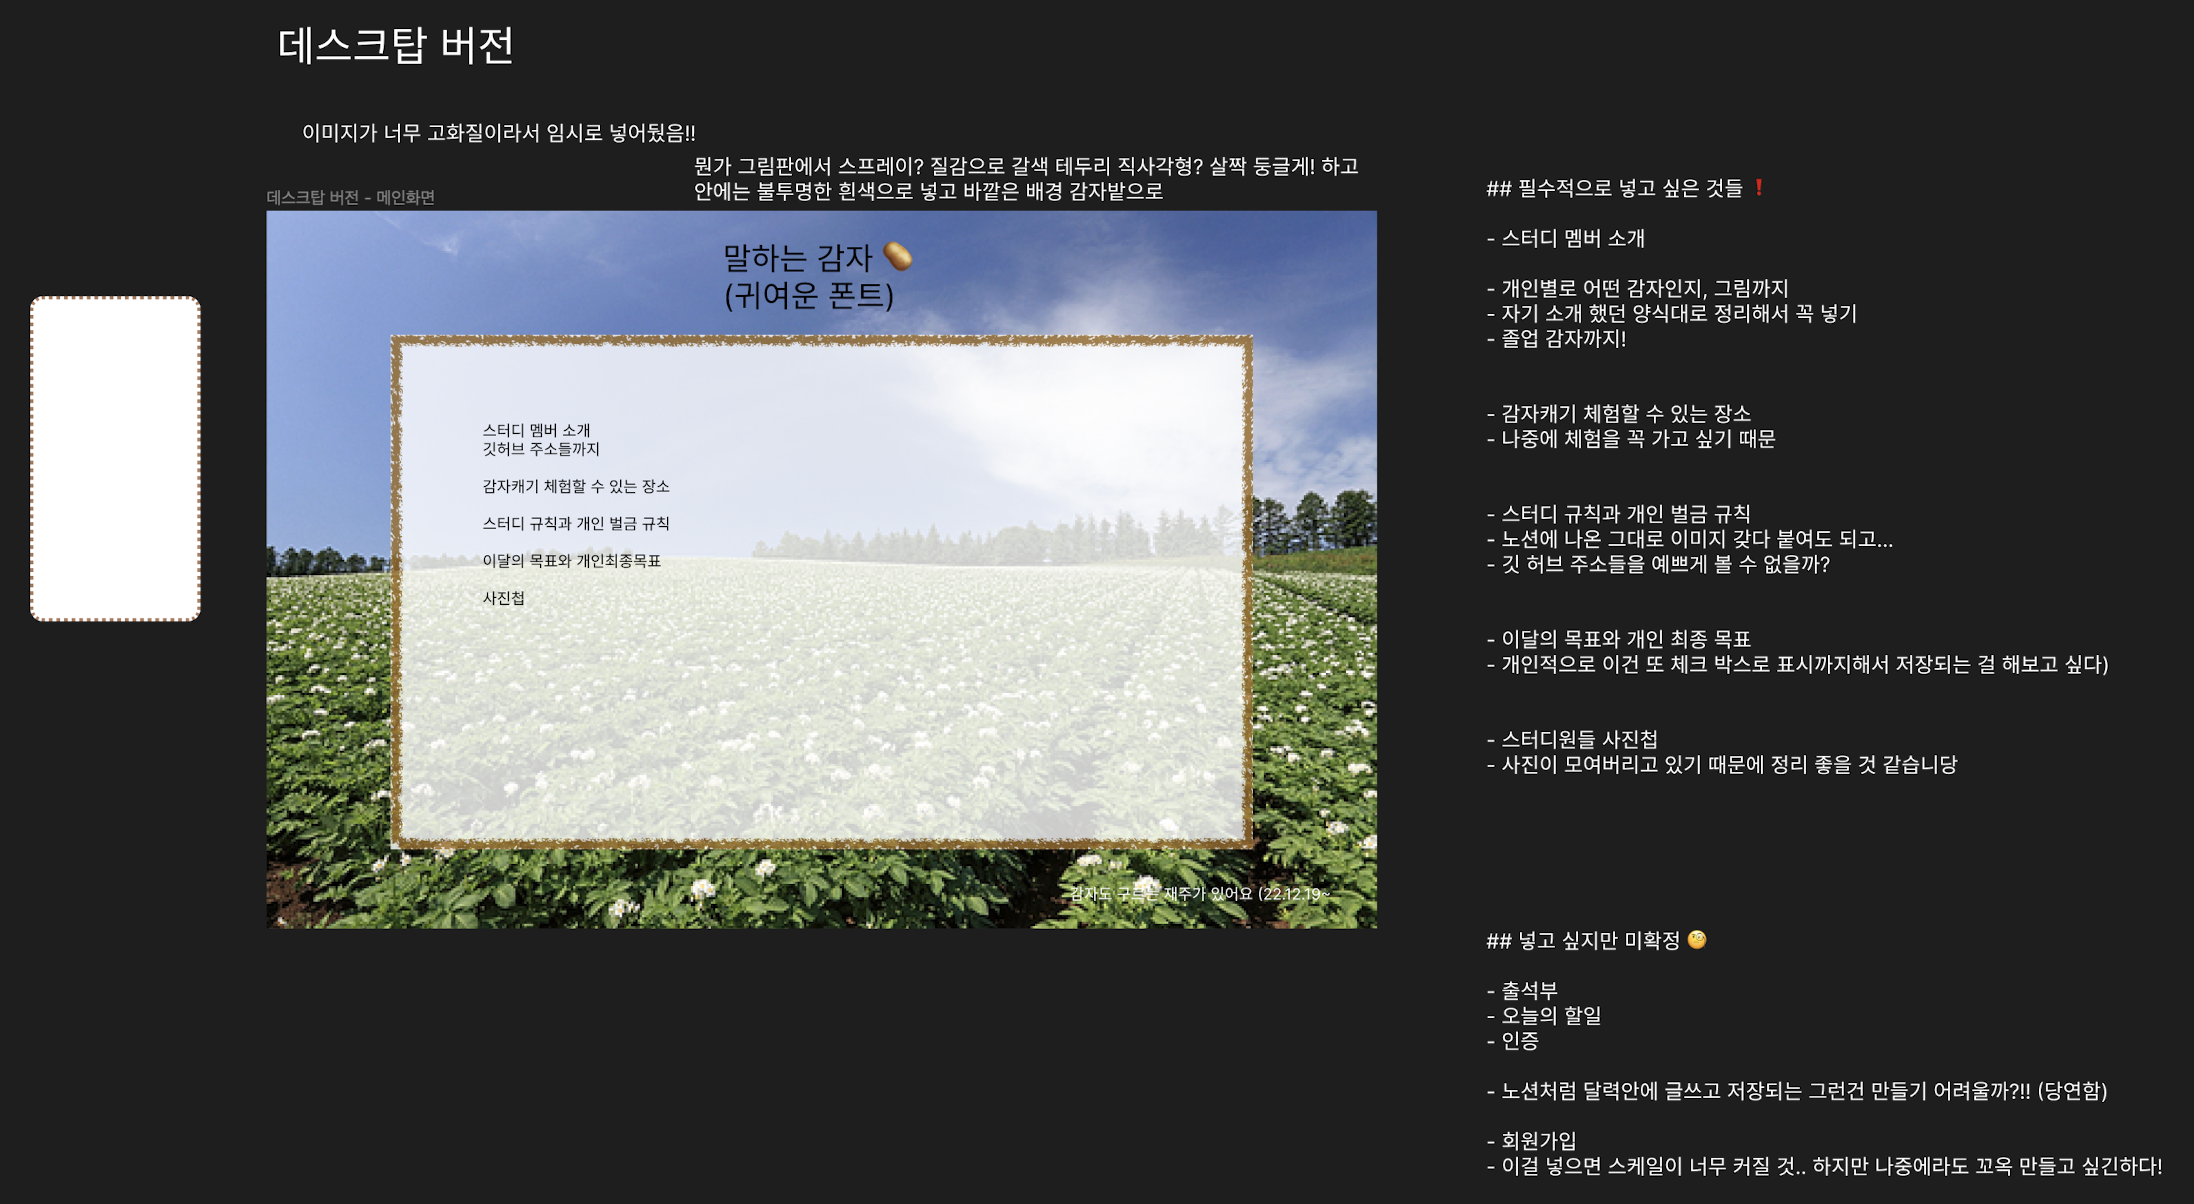 데스크탑 버전
이미지가 너무 고화질이라서 임시로 넣어뒀음!!
뭔가 그림판에서 스프레이? 질감으로 갈색 테두리 직사각형? 살짝 둥글게! 하고
안에는 불투명한 흰색으로 넣고 바깥은 배경 감자밭으로
데스크탑 버전 - 메인화면
말하는 감자 🥔
(귀여운 폰트)
스터디 멤버 소개
깃허브 주소들까지
감자캐기 체험할 수 있는 장소
스터디 규칙과 개인 벌금 규칙
이달의 목표와 개인최종목표
사진첩
감자도 구르는 재주가 있어요 (22.12.19~
## 필수적으로 넣고 싶은 것들 ❗
- 스터디 멤버 소개
- 개인별로 어떤 감자인지, 그림까지
- 자기 소개 했던 양식대로 정리해서 꼭 넣기
- 졸업 감자까지!
- 감자캐기 체험할 수 있는 장소
- 나중에 체험을 꼭 가고 싶기 때문
- 스터디 규칙과 개인 벌금 규칙
- 노션에 나온 그대로 이미지 갖다 붙여도 되고...
- 깃 허브 주소들을 예쁘게 볼 수 없을까?
- 이달의 목표와 개인 최종 목표
- 개인적으로 이건 또 체크 박스로 표시까지해서 저장되는 걸 해보고 싶다)
- 스터디원들 사진첩
- 사진이 모여버리고 있기 때문에 정리 좋을 것 같습니당
## 넣고 싶지만 미확정 🧐
- 출석부
- 오늘의 할일
- 인증
- 노션처럼 달력안에 글쓰고 저장되는 그런건 만들기 어려울까?!! (당연함)
- 회원가입
- 이걸 넣으면 스케일이 너무 커질 것.. 하지만 나중에라도 꼬옥 만들고 싶긴하다!